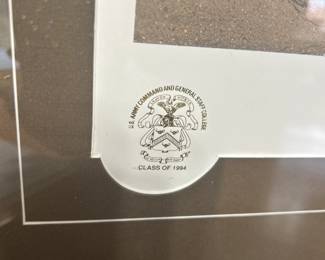 U.S. ARMY COMMAND AND GENERAL STAFF COLLEGE
CLASS OF 1994